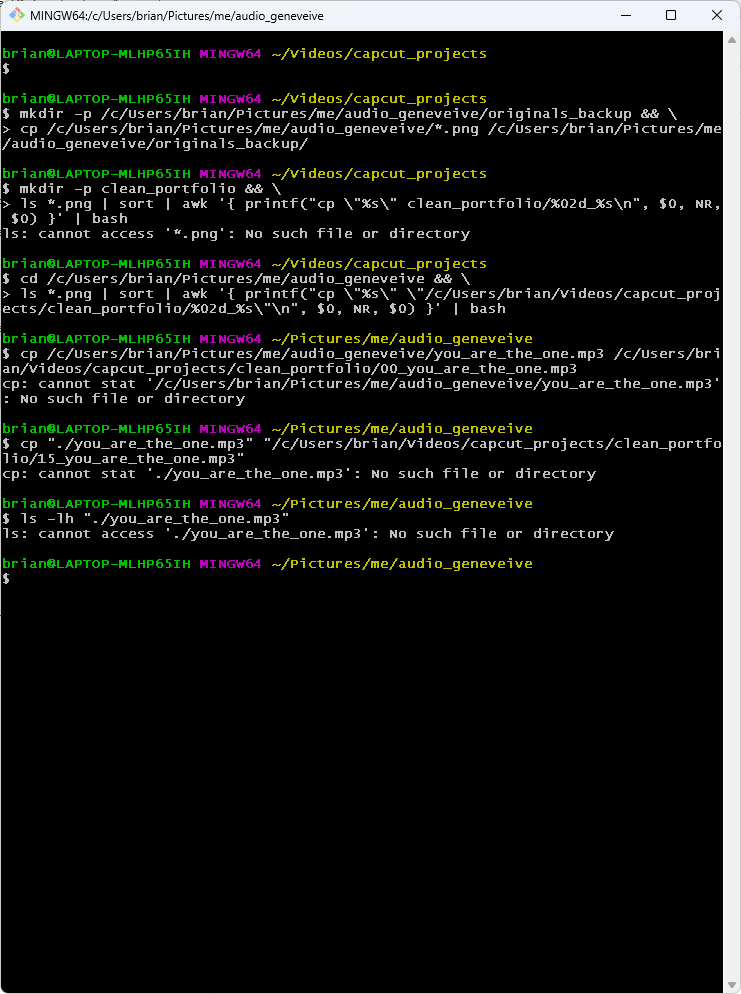 MINGW64:/c/Users/brian/Pictures/me/audio_geneveive
brian@LAPTOP-MLHP65IH MINGW64 ~/Videos/capcut_projects
$
brian@LAPTOP-MLHP65IH MINGW64 ~/Videos/capcut_projects
$ mkdir -p /c/Users/brian/Pictures/me/audio_geneveive/originals_backup && \
> cp /c/Users/brian/Pictures/me/audio_geneveive/*.png /c/Users/brian/Pictures/me
/audio_geneveive/originals_backup/
brian@LAPTOP-MLHP65IH MINGW64 ~/Videos/capcut_projects
$ mkdir -p clean_portfolio && \
> ls *.png | sort | awk '{ printf("cp \"%s\" clean_portfolio/%02d_%s\n", $0, NR,
 $0) }' | bash
ls: cannot access '*.png': No such file or directory
brian@LAPTOP-MLHP65IH MINGW64 ~/Videos/capcut_projects
$ cd /c/Users/brian/Pictures/me/audio_geneveive && \
> ls *.png | sort | awk '{ printf("cp \"%s\" \"/c/Users/brian/Videos/capcut_proj
ects/clean_portfolio/%02d_%s\"\n", $0, NR, $0) }' | bash
brian@LAPTOP-MLHP65IH MINGW64 ~/Pictures/me/audio_geneveive
$ cp /c/Users/brian/Pictures/me/audio_geneveive/you_are_the_one.mp3 /c/Users/bri
an/Videos/capcut_projects/clean_portfolio/00_you_are_the_one.mp3
cp: cannot stat '/c/Users/brian/Pictures/me/audio_geneveive/you_are_the_one.mp3'
: No such file or directory
brian@LAPTOP-MLHP65IH MINGW64 ~/Pictures/me/audio_geneveive
$ cp "./you_are_the_one.mp3" "/c/Users/brian/Videos/capcut_projects/clean_portfo
lio/15_you_are_the_one.mp3"
cp: cannot stat './you_are_the_one.mp3': No such file or directory
brian@LAPTOP-MLHP65IH MINGW64 ~/Pictures/me/audio_geneveive
$ ls -lh "./you_are_the_one.mp3"
ls: cannot access './you_are_the_one.mp3': No such file or directory
brian@LAPTOP-MLHP65IH MINGW64 ~/Pictures/me/audio_geneveive
$